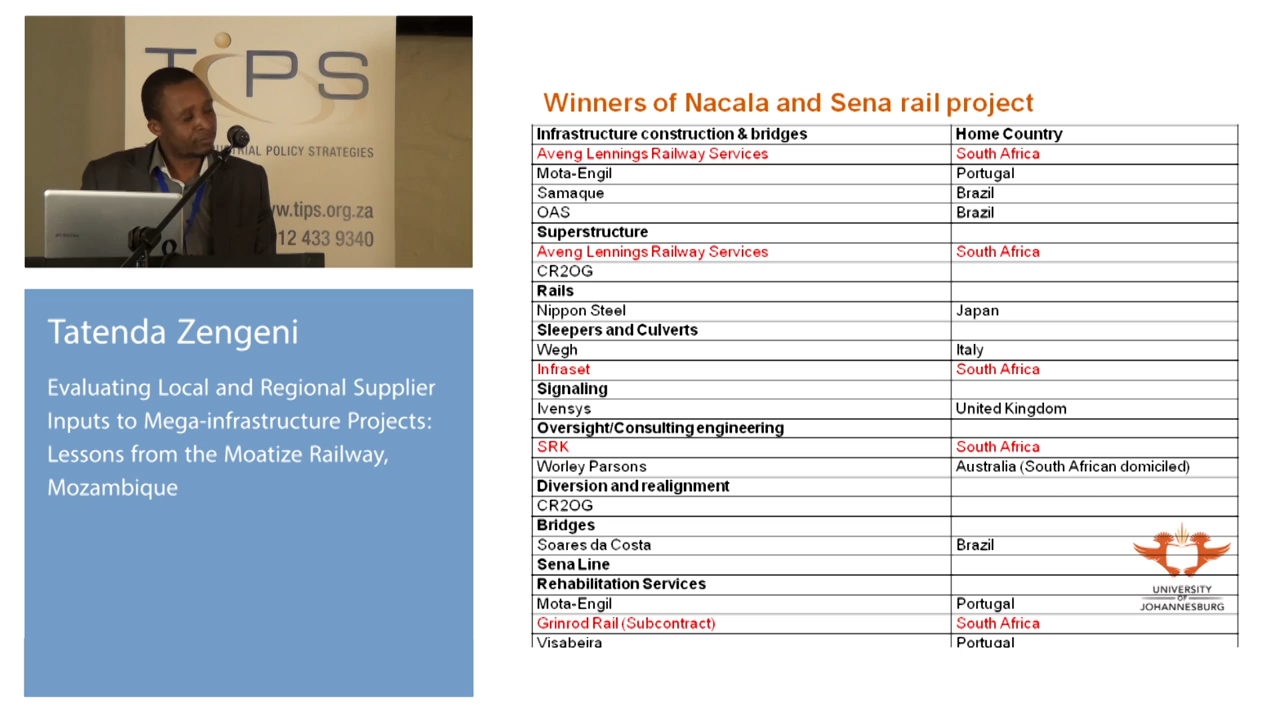 TIPS
TRIAL POLICY STRATEGIES
w.tips.org.za
12 433 9340
Tatenda Zengeni
Evaluating Local and Regional Supplier
Inputs to Mega-infrastructure Projects:
Lessons from the Moatize Railway,
Mozambique
Winners of Nacala and Sena rail project
Infrastructure construction & bridges Home Country
Aveng Lennings Railway Services South Africa
Mota-Engil Portugal
Samaque Brazil
OAS Brazil
Superstructure
Aveng Lennings Railway Services South Africa
CR2OG
Rails
Nippon Steel Japan
Sleepers and Culverts
Wegh Italy
Infraset South Africa
Signaling
Ivensys United Kingdom
Oversight/Consulting engineering
SRK South Africa
Worley Parsons Australia (South African domiciled)
Diversion and realignment
CR2OG
Bridges
Soares da Costa Brazil
Sena Line
Rehabilitation Services
Mota-Engil Portugal
Grinrod Rail (Subcontract) South Africa
Visabeira Portugal
UNIVERSITY
OF
JOHANNESBURG